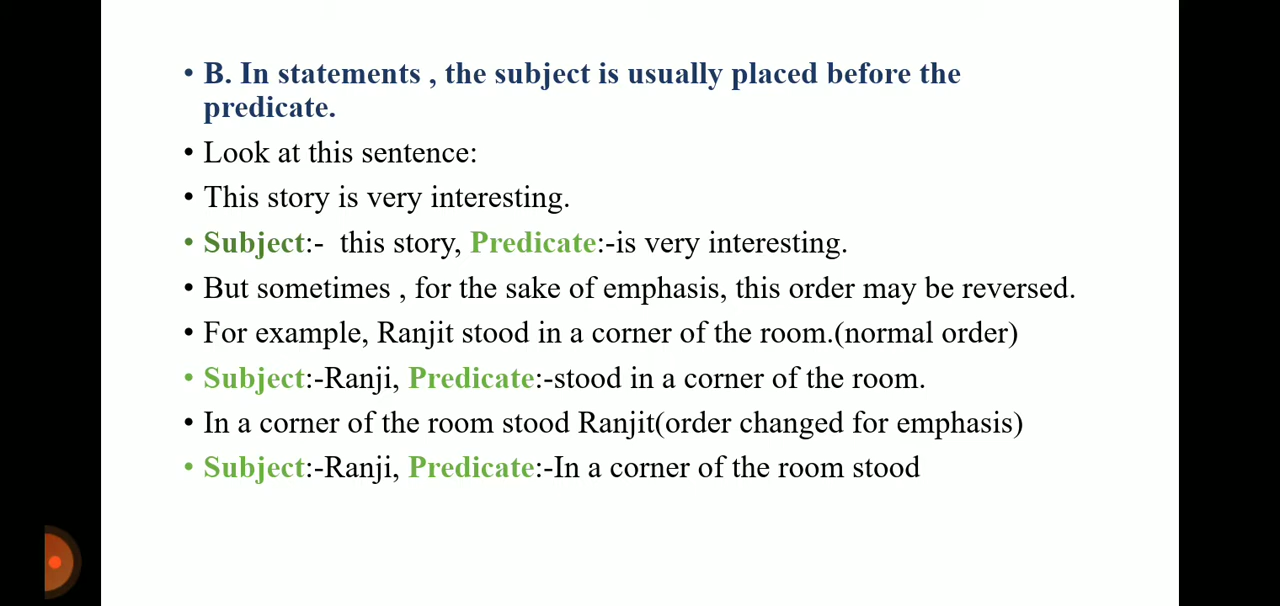 • B. In statements , the subject is usually placed before the
predicate.
• Look at this sentence:
• This story is very interesting.
• Subject:- this story, Predicate:-is very interesting.
• But sometimes , for the sake of emphasis, this order may be reversed.
• For example, Ranjit stood in a corner of the room.(normal order)
• Subject:-Ranji, Predicate:-stood in a corner of the room.
• In a corner of the room stood Ranjit(order changed for emphasis)
• Subject:-Ranji, Predicate:-In a corner of the room stood